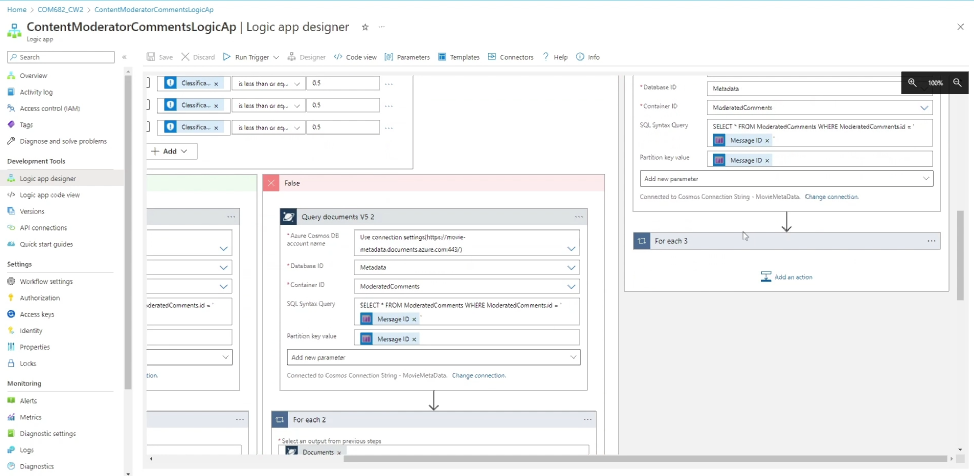 Home > COM682_CW2 > ContentModeratorCommentsLogicAp
ContentModeratorCommentsLogicAp | Logic app designer
Logic app
Search
Save Discard Run Trigger Designer Code view Parameters Templates Connectors Help Info
Overview
Activity log
Access control (IAM)
Tags
Diagnose and solve problems
Development Tools
Logic app designer
Logic app code view
Versions
API connections
Quick start guides
Settings
Workflow settings
Authorization
Access keys
Identity
Properties
Locks
Monitoring
Alerts
Metrics
Diagnostic settings
Logs
Diagnostics
Classifica... × is less than or equ... 0.5 ...
Classifica... × is less than or eq... 0.5 ...
Classifica... × is less than or eq... 0.5 ...
+ Add
False
Query documents V5 2
* Azure Cosmos DB account name
Use connection settings(https://movie-
metadata.documents.azure.com:443/)
* Database ID Metadata
* Container ID ModeratedComments
SQL Syntax Query SELECT * FROM ModeratedComments WHERE ModeratedComments.id = '
Message ID × '
Partition key value Message ID ×
Add new parameter
Connected to Cosmos Connection String - MovieMetaData. Change connection.
For each 2
* Select an output from previous steps
Documents ×
deratedComments.id = '
tion.
100%
* Database ID Metadata
* Container ID ModeratedComments
SQL Syntax Query SELECT * FROM ModeratedComments WHERE ModeratedComments.id = '
Message ID × '
Partition key value Message ID ×
Add new parameter
Connected to Cosmos Connection String - MovieMetaData. Change connection.
For each 3
Add an action